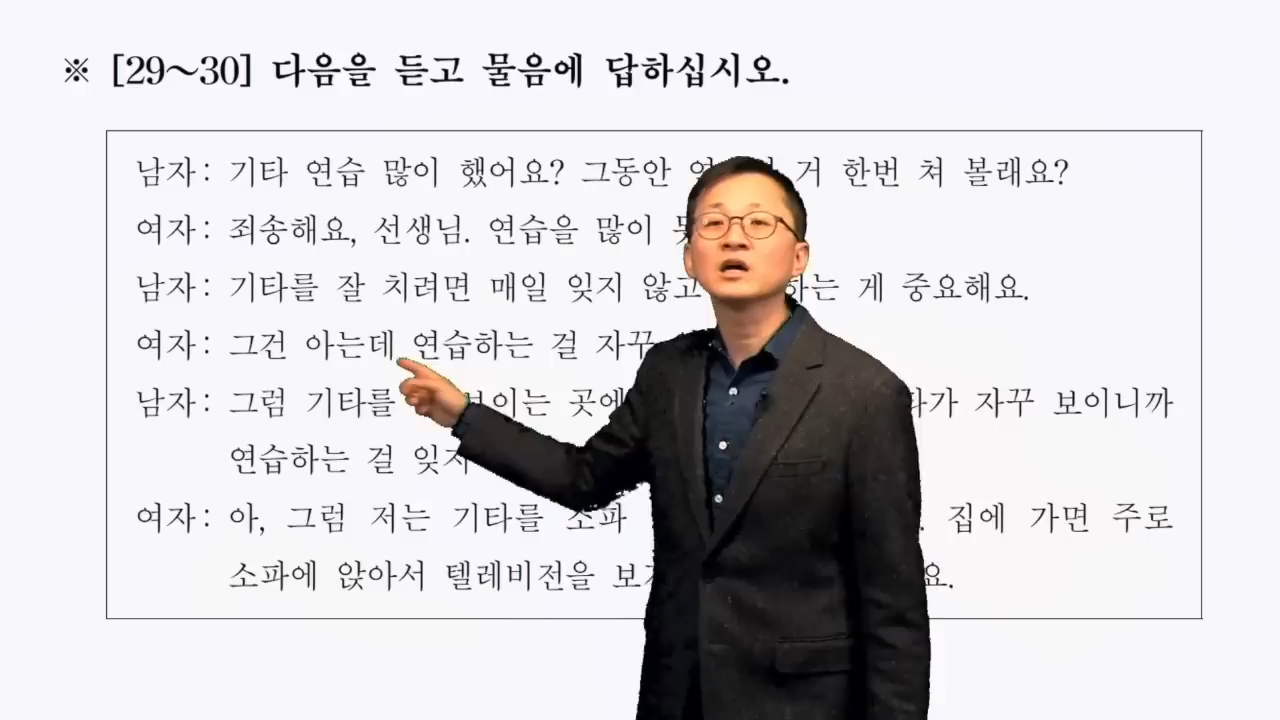 ※ [29~30] 다음을 듣고 물음에 답하십시오.
남자: 기타 연습 많이 했어요? 그동안 거 한번 쳐 볼래요?
여자: 죄송해요, 선생님. 연습을 많이
남자: 기타를 잘 치려면 매일 잊지 않고 하는 게 중요해요.
여자: 그건 아는데 연습하는 걸 자꾸
남자: 그럼 기타를 보이는 곳에 자꾸 보이니까
연습하는 걸 잊지
여자: 아, 그럼 저는 기타를 소파 집에 가면 주로
소파에 앉아서 텔레비전을